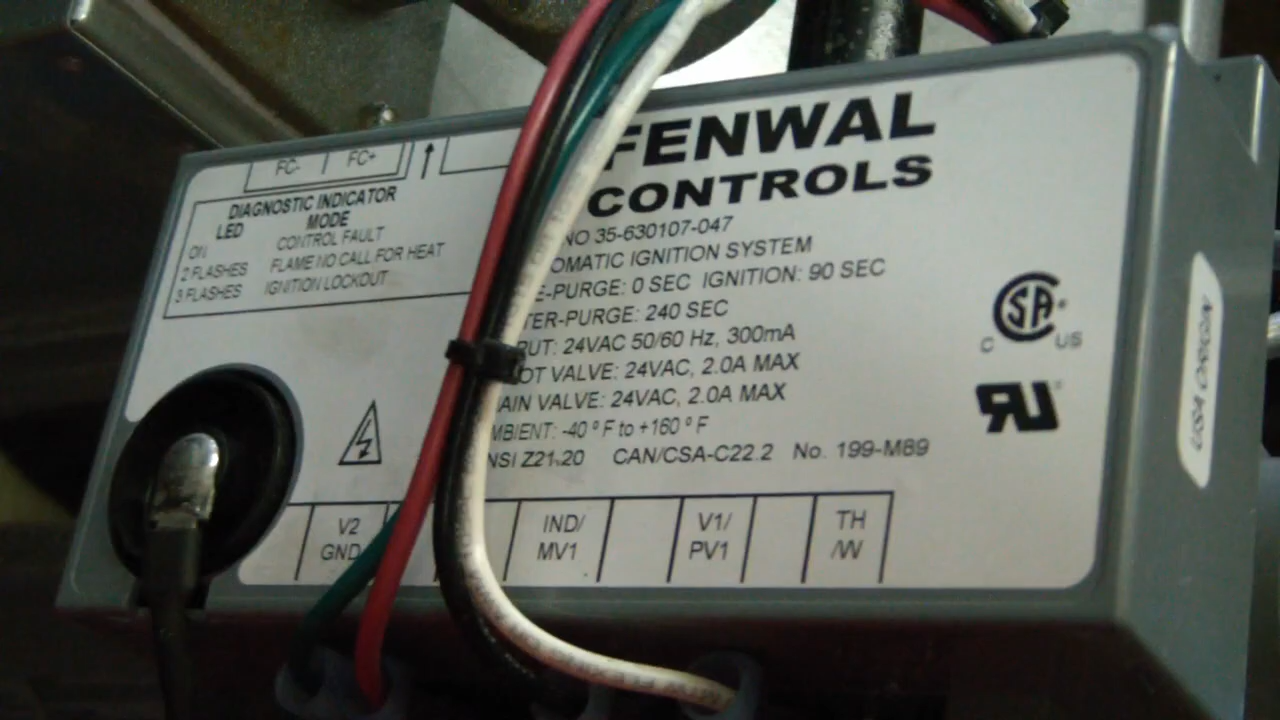 FC- FC+
DIAGNOSTIC INDICATOR
LED MODE
ON CONTROL FAULT
2 FLASHES FLAME NO CALL FOR HEAT
3 FLASHES IGNITION LOCKOUT
FENWAL
CONTROLS
NO 35-630107-047
OMATIC IGNITION SYSTEM
E-PURGE: 0 SEC IGNITION: 90 SEC
TER-PURGE: 240 SEC
PUT: 24VAC 50/60 Hz, 300mA
OT VALVE: 24VAC, 2.0A MAX
AIN VALVE: 24VAC, 2.0A MAX
MBIENT: -40 º F to +160 º F
NSI Z21.20 CAN/CSA-C22.2 No. 199-M89
CSA
C US
V2
GND
IND/
MV1
V1/
PV1
TH
/W